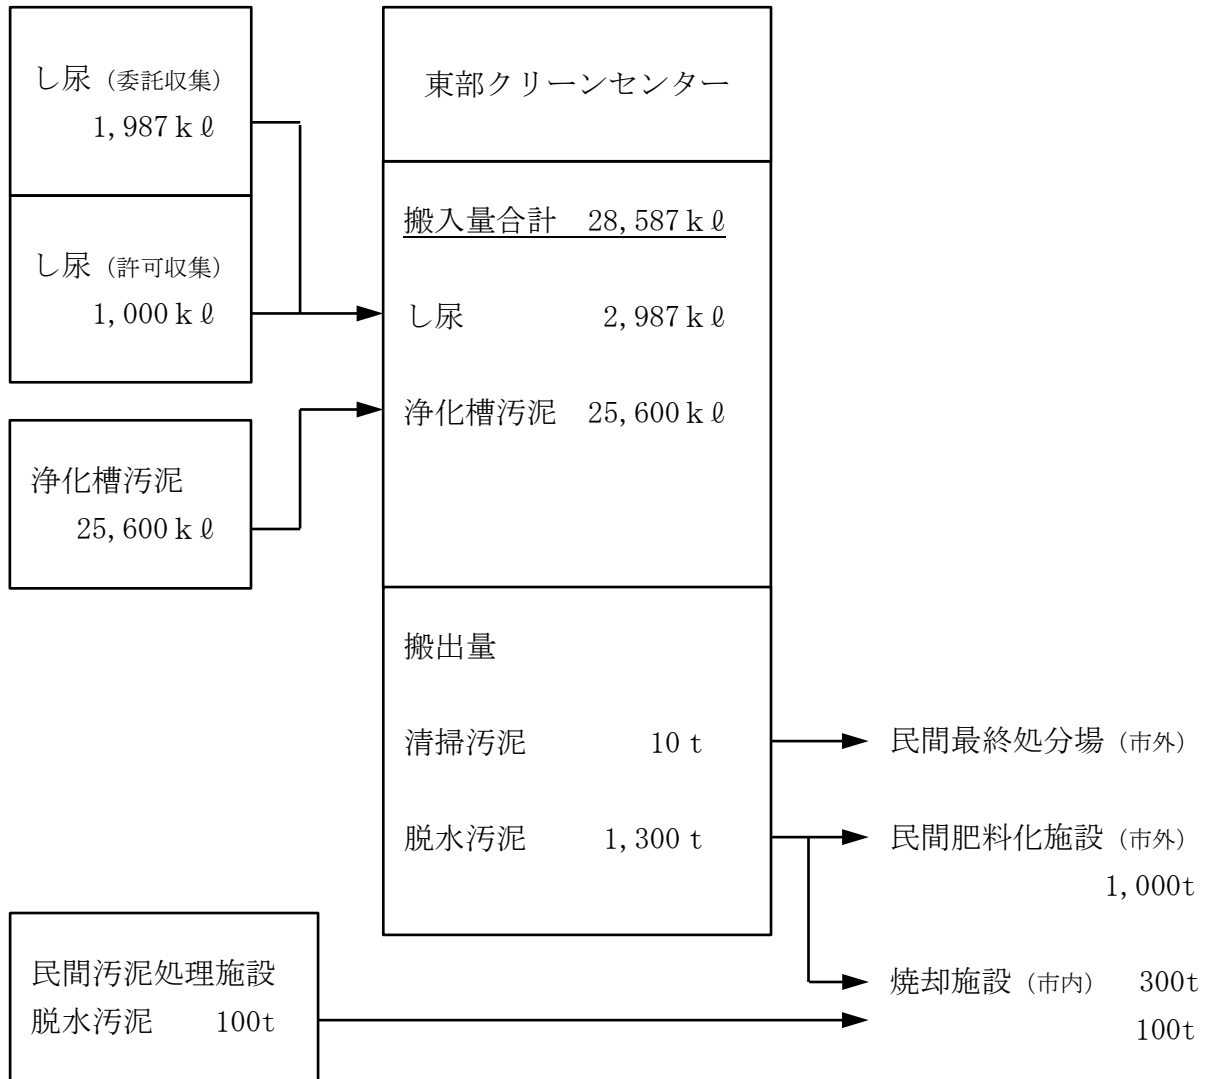 し尿（委託収集）
1,987ｋℓ
し尿（許可収集）
1,000ｋℓ
浄化槽汚泥
25,600ｋℓ
東部クリーンセンター
搬入量合計　28,587ｋℓ
し尿　2,987ｋℓ
浄化槽汚泥　25,600ｋℓ
搬出量
清掃汚泥　10ｔ
脱水汚泥　1,300ｔ
民間最終処分場（市外）
民間肥料化施設（市外）
1,000t
焼却施設（市内）　300t
100t
民間汚泥処理施設
脱水汚泥　100t